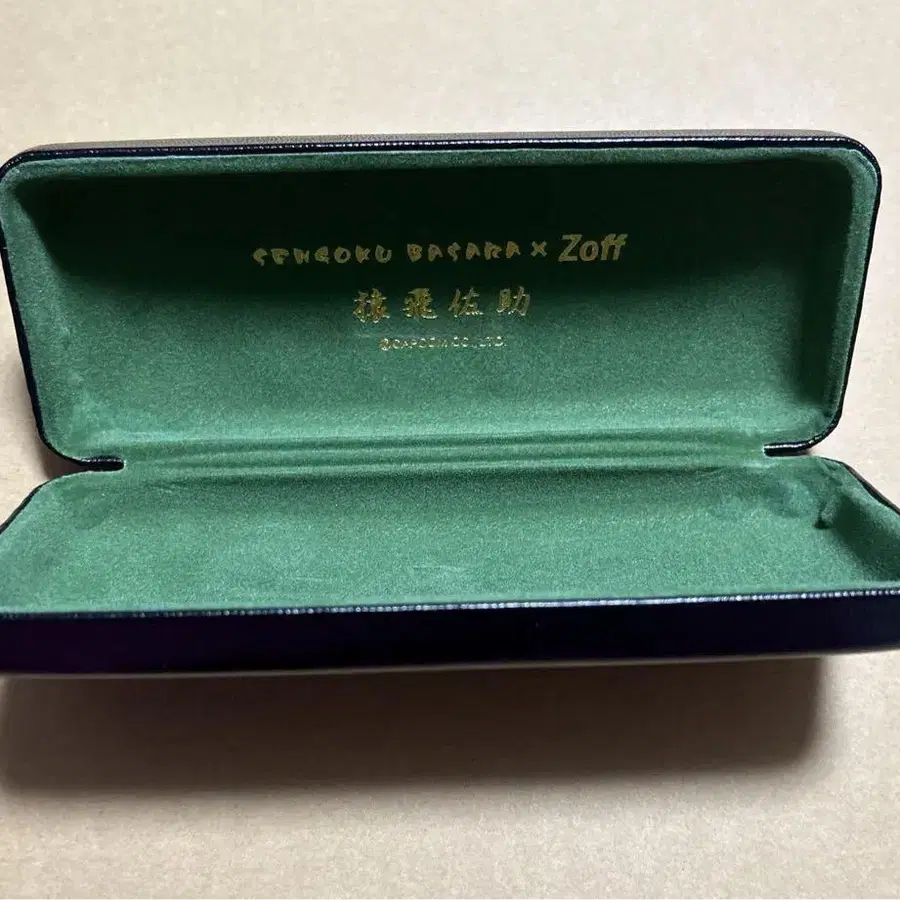 SENGOKU BASARA × Zoff
猿飛佐助
©CAPCOM CO., LTD.